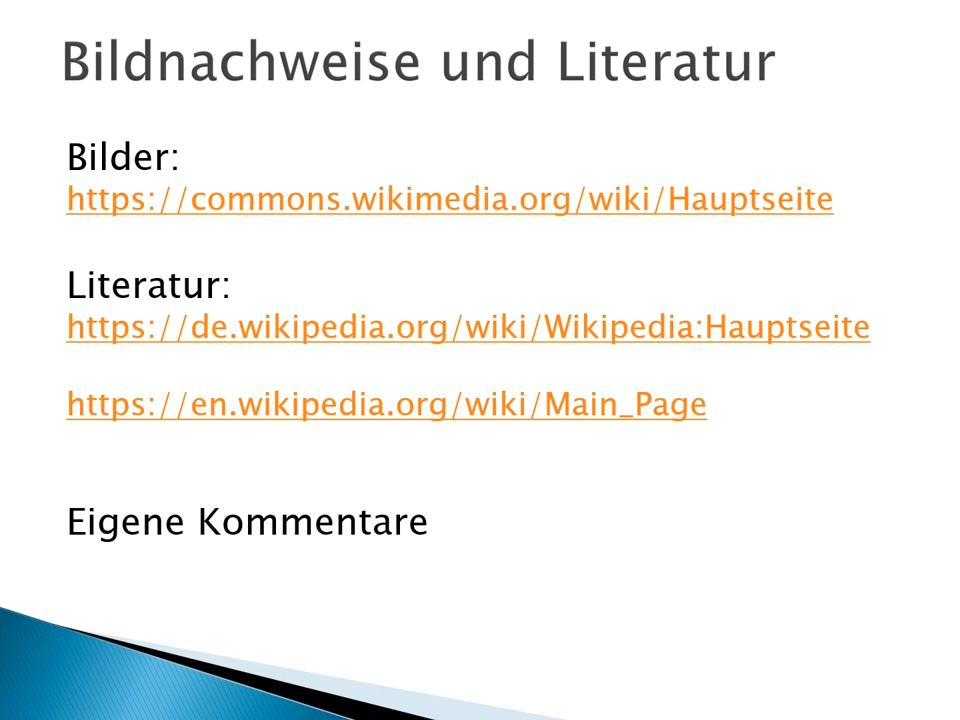 Bildnachweise und Literatur
Bilder:
https://commons.wikimedia.org/wiki/Hauptseite
Literatur:
https://de.wikipedia.org/wiki/Wikipedia:Hauptseite
https://en.wikipedia.org/wiki/Main_Page
Eigene Kommentare